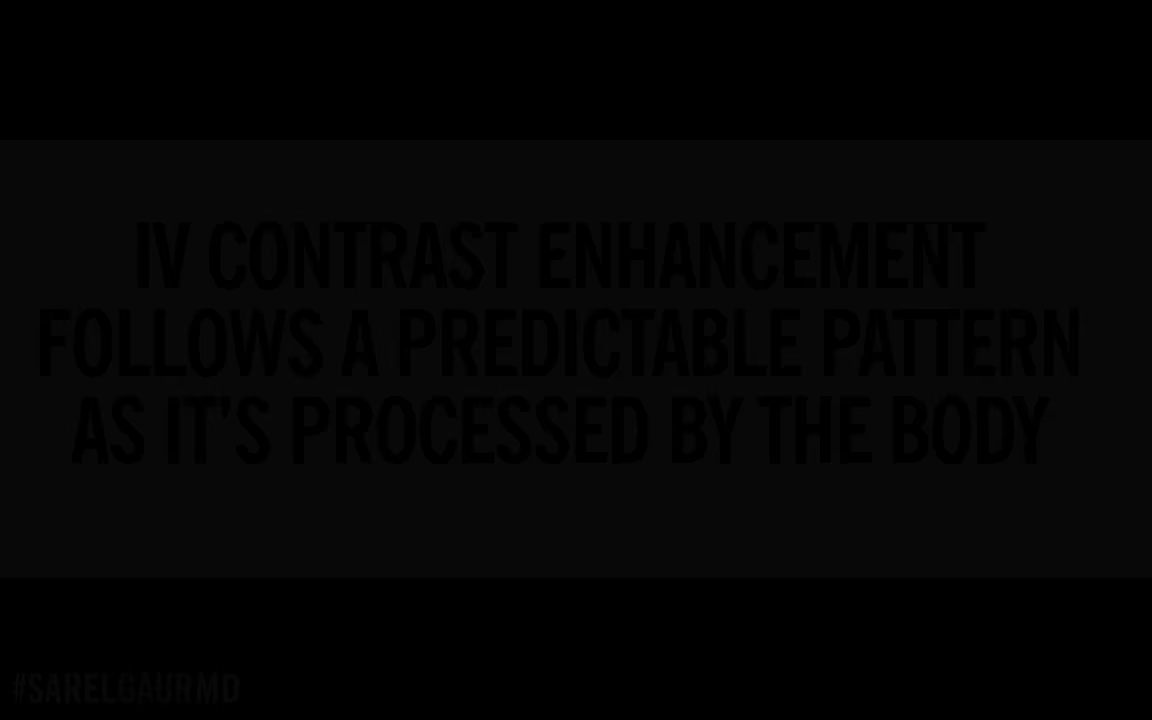 IV CONTRAST ENHANCEMENT
FOLLOWS A PREDICTABLE PATTERN
AS IT'S PROCESSED BY THE BODY
#SARELGAURMD